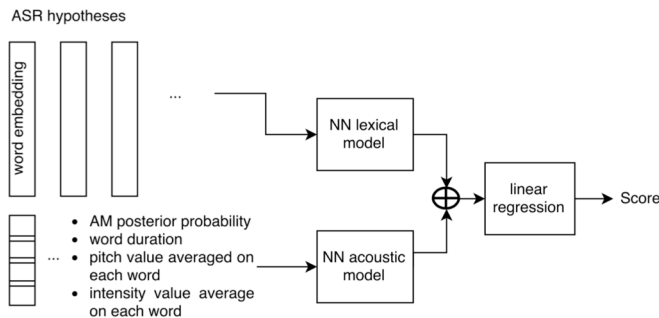 ASR hypotheses
word embedding
...
NN lexical
model
linear
regression
Score
...
• AM posterior probability
• word duration
• pitch value averaged on
each word
• intensity value average
on each word
NN acoustic
model